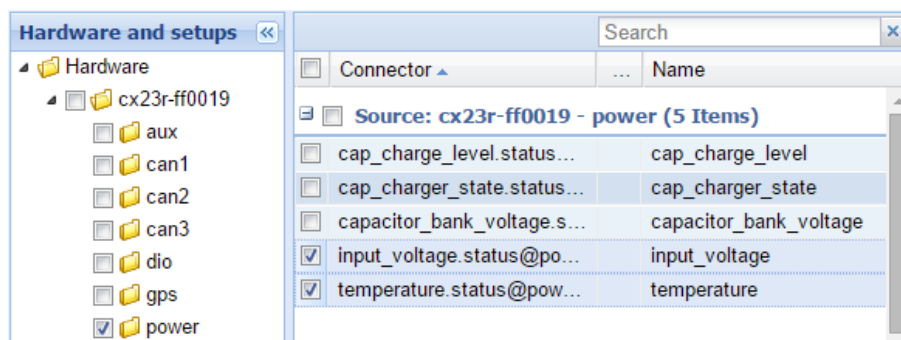 Hardware and setups
Hardware
cx23r-ff0019
aux
can1
can2
can3
dio
gps
power
Search
Connector ... Name
Source: cx23r-ff0019 - power (5 Items)
cap_charge_level.status... cap_charge_level
cap_charger_state.status... cap_charger_state
capacitor_bank_voltage.s... capacitor_bank_voltage
input_voltage.status@po... input_voltage
temperature.status@pow... temperature